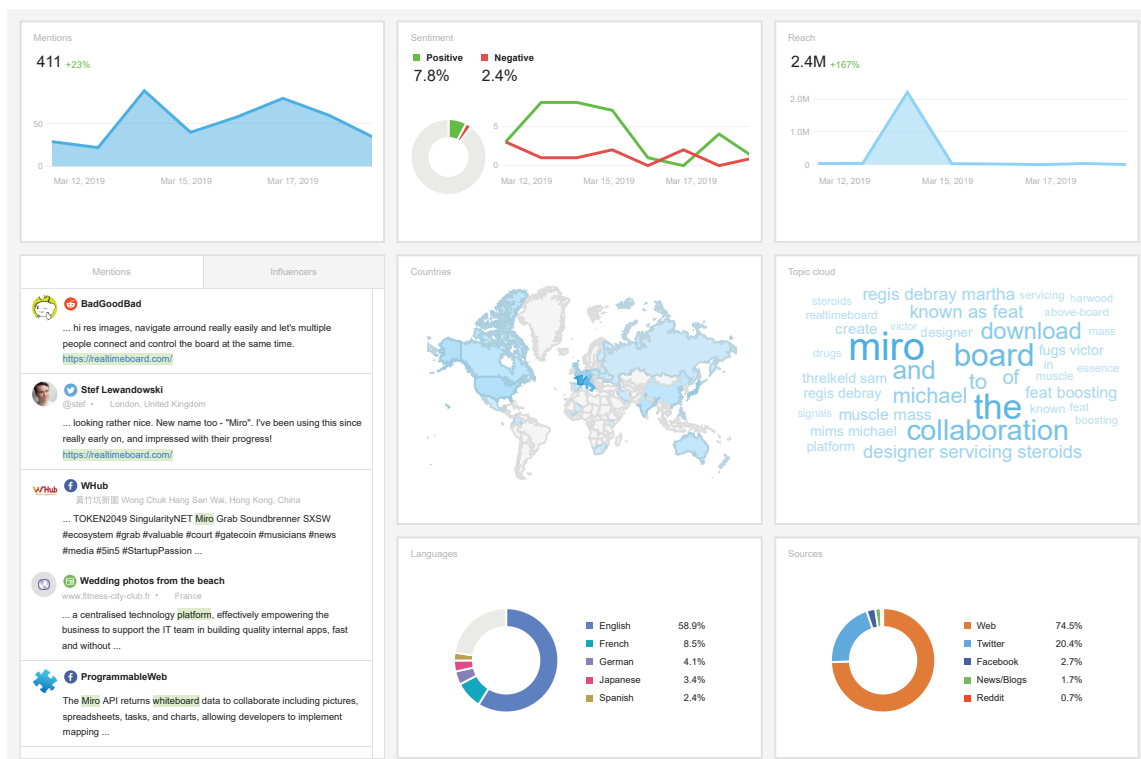 Mentions
411 +23%
50
0
Mar 12, 2019 Mar 15, 2019 Mar 17, 2019
Sentiment
Positive Negative
7.8% 2.4%
5
0
Mar 12, 2019 Mar 15, 2019 Mar 17, 2019
Reach
2.4M +167%
2.0M
1.0M
0
Mar 12, 2019 Mar 15, 2019 Mar 17, 2019
Mentions Influencers
BadGoodBad
... hi res images, navigate arround really easily and let's multiple
people connect and control the board at the same time.
https://realtimeboard.com/
Stef Lewandowski
@stef • London, United Kingdom
... looking rather nice. New name too - "Miro". I've been using this since
really early on, and impressed with their progress!
https://realtimeboard.com/
WHub
WHub
黃竹坑新圍 Wong Chuk Hang San Wai, Hong Kong, China
... TOKEN2049 SingularityNET Miro Grab Soundbrenner SXSW
#ecosystem #grab #valuable #court #gatecoin #musicians #news
#media #5in5 #StartupPassion ...
Wedding photos from the beach
www.fitness-city-club.fr • France
... a centralised technology platform, effectively empowering the
business to support the IT team in building quality internal apps, fast
and without ...
ProgrammableWeb
The Miro API returns whiteboard data to collaborate including pictures,
spreadsheets, tasks, and charts, allowing developers to implement
mapping ...
Countries
Topic cloud
steroids regis debray martha servicing harwood
realtimeboard known as feat above-board
create victor designer download mass
drugs miro board fugs victor
threlkeld sam and to of in muscle essence
regis debray michael the feat boosting
signals muscle mass known feat
mims michael collaboration boosting
platform designer servicing steroids
Languages
English 58.9%
French 8.5%
German 4.1%
Japanese 3.4%
Spanish 2.4%
Sources
Web 74.5%
Twitter 20.4%
Facebook 2.7%
News/Blogs 1.7%
Reddit 0.7%